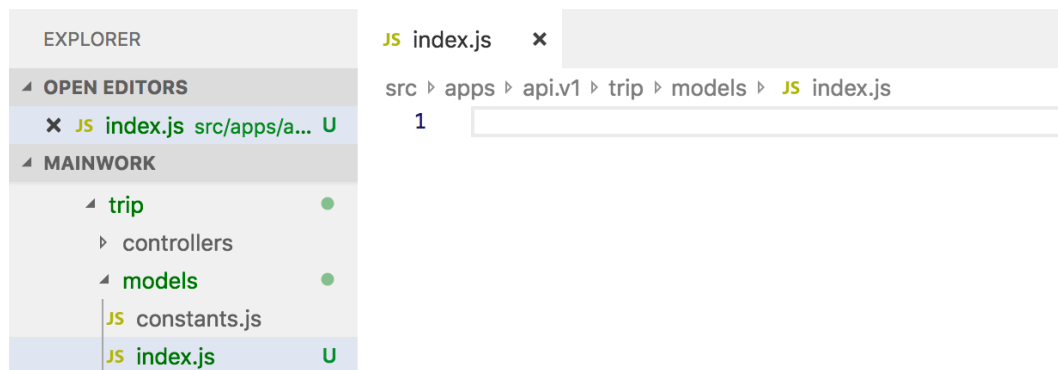 EXPLORER
JS index.js
OPEN EDITORS
JS index.js src/apps/a... U
MAINWORK
trip
controllers
models
JS constants.js
JS index.js U
src apps api.v1 trip models JS index.js
1